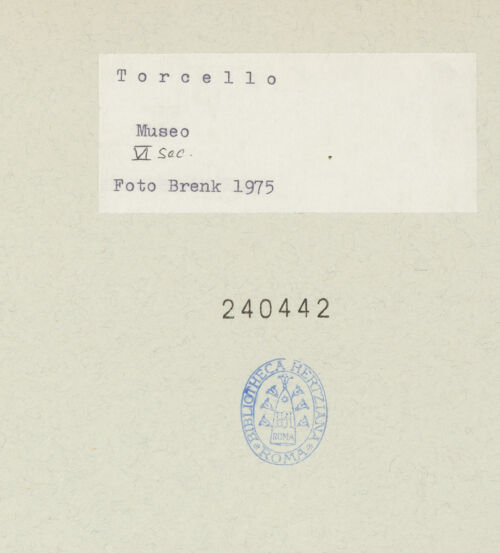 Torcello
Museo
VI Sec.
Foto Brenk 1975
240442
BIBLIOTHECA HERTZIANA
ROMA
ROMA